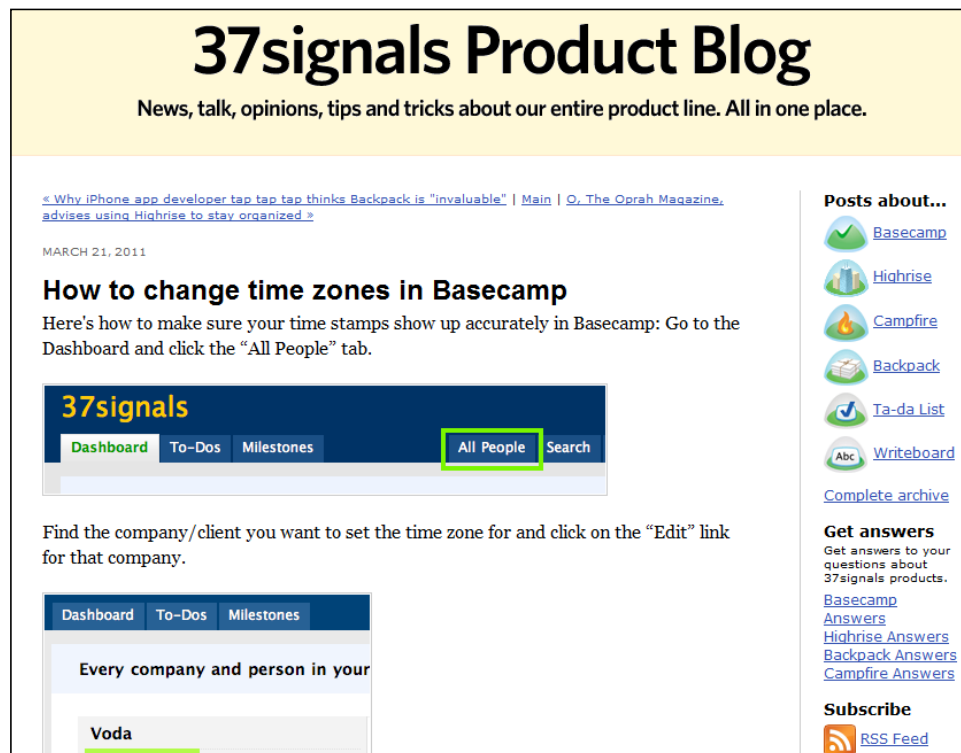 37signals Product Blog
News, talk, opinions, tips and tricks about our entire product line. All in one place.
« Why iPhone app developer tap tap tap thinks Backpack is "invaluable" | Main | O, The Oprah Magazine,
advises using Highrise to stay organized »
MARCH 21, 2011
How to change time zones in Basecamp
Here's how to make sure your time stamps show up accurately in Basecamp: Go to the
Dashboard and click the “All People” tab.
37signals
Dashboard To-Dos Milestones All People Search
Find the company/client you want to set the time zone for and click on the “Edit” link
for that company.
Dashboard To-Dos Milestones
Every company and person in your
Voda
Posts about...
Basecamp
Highrise
Campfire
Backpack
Ta-da List
Abc Writeboard
Complete archive
Get answers
Get answers to your
questions about
37signals products.
Basecamp
Answers
Highrise Answers
Backpack Answers
Campfire Answers
Subscribe
RSS Feed